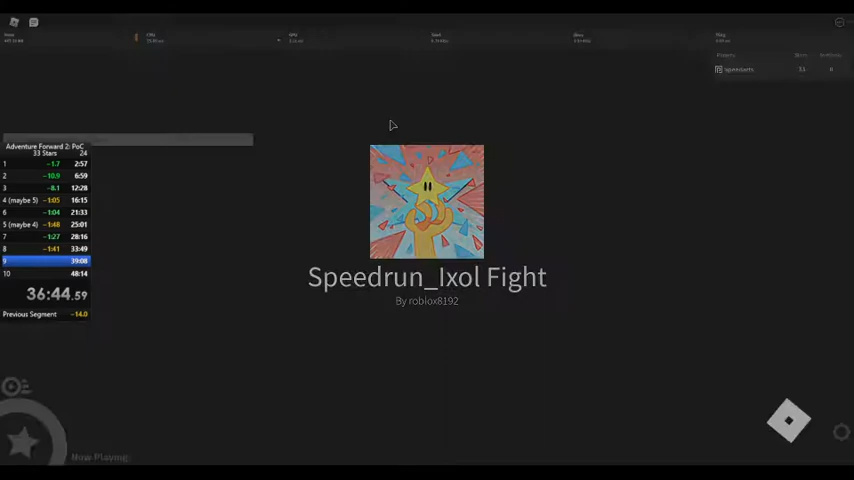 CPU
GPU
Adventure Forward 2: PoC
33 Stars 24
1 −1.7 2:57
2 −10.9 6:59
3 −8.1 12:28
4 (maybe 5) −1:05 16:15
6 −1:04 21:33
5 (maybe 4) −1:48 25:01
7 −1:27 28:16
8 −1:41 33:49
9 39:08
10 48:14
36:44.59
Previous Segment −14.0
Speedrun_Ixol Fight
By roblox8192
Now Playing: